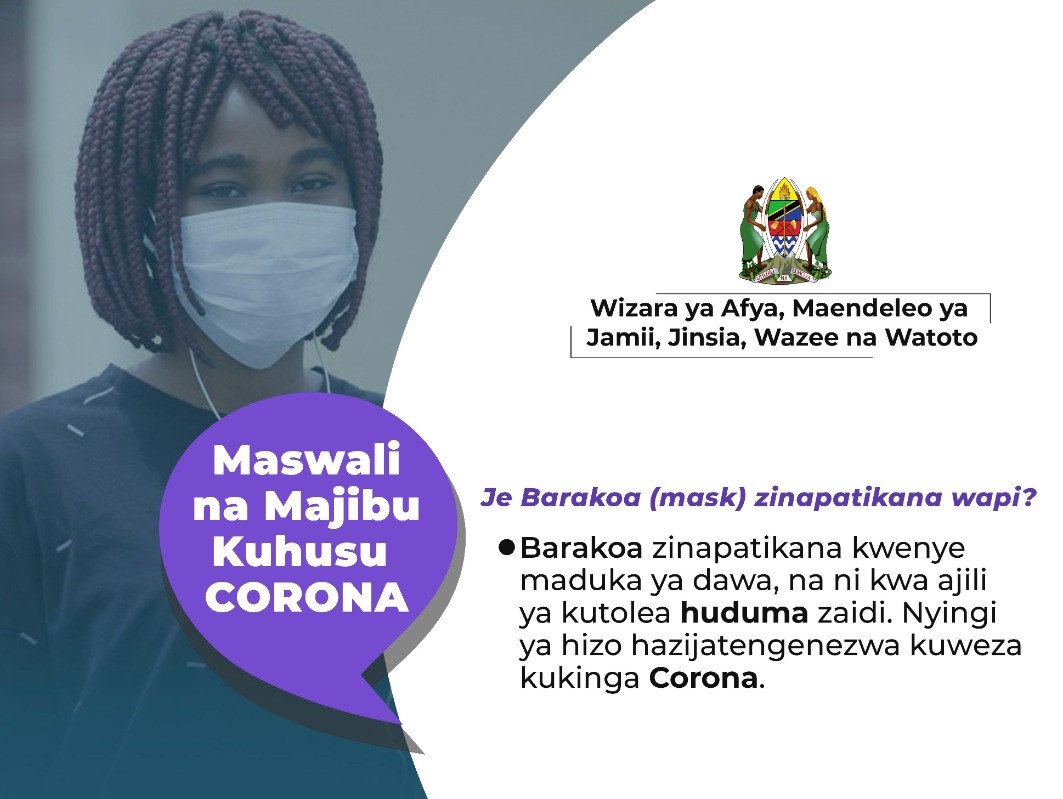 Wizara ya Afya, Maendeleo ya
Jamii, Jinsia, Wazee na Watoto
Maswali
na Majibu
Kuhusu
CORONA
Je Barakoa (mask) zinapatikana wapi?
●Barakoa zinapatikana kwenye
maduka ya dawa, na ni kwa ajili
ya kutolea huduma zaidi. Nyingi
ya hizo hazijatengenezwa kuweza
kukinga Corona.